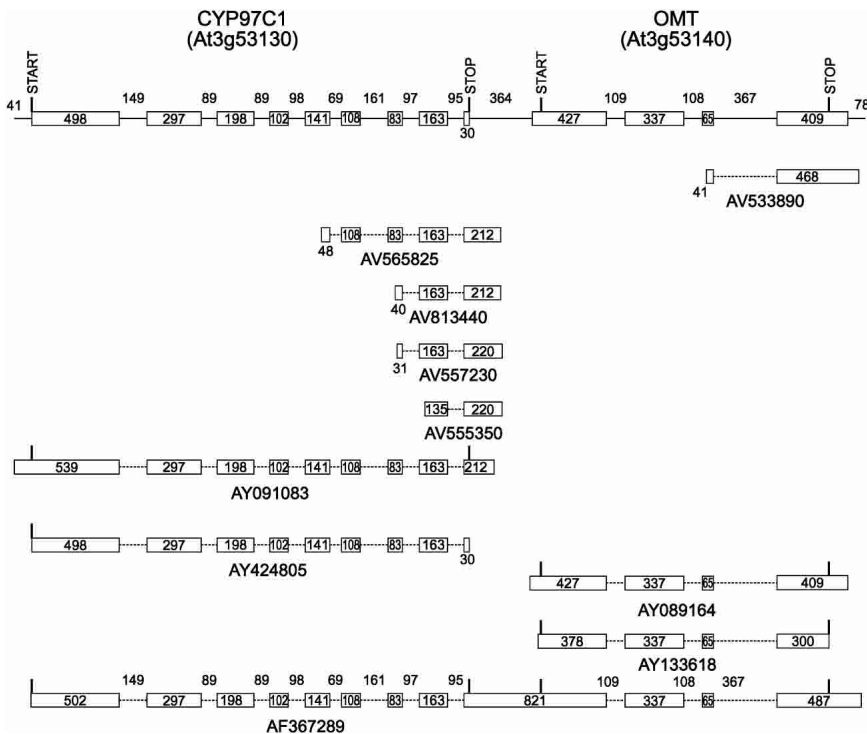 CYP97C1 OMT
(At3g53130) (At3g53140)
START STOP START STOP
41 149 89 89 98 69 161 97 95 364 109 108 367 78
498 297 198 102 141 108 83 163 30 427 337 65 409
41 468
AV533890
48 108 83 163 212
AV565825
40 163 212
AV813440
31 163 220
AV557230
135 220
AV555350
539 297 198 102 141 108 83 163 212
AY091083
498 297 198 102 141 108 83 163 30
AY424805
427 337 65 409
AY089164
378 337 65 300
AY133618
149 89 89 98 69 161 97 95 109 108 367
502 297 198 102 141 108 83 163 821 337 65 487
AF367289